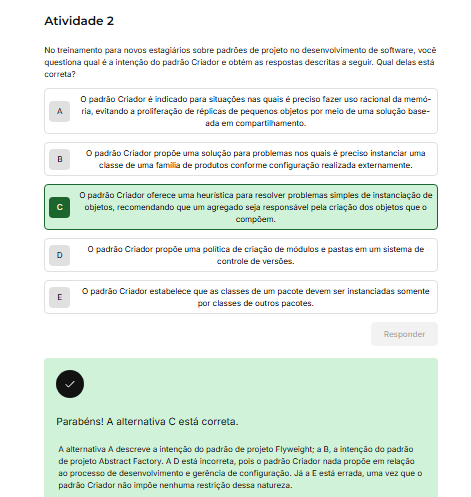 Atividade 2
No treinamento para novos estagiários sobre padrões de projeto no desenvolvimento de software, você
questiona qual é a intenção do padrão Criador e obtém as respostas descritas a seguir. Qual delas está
correta?
A
O padrão Criador é indicado para situações nas quais é preciso fazer uso racional da memó-
ria, evitando a proliferação de réplicas de pequenos objetos por meio de uma solução base-
ada em compartilhamento.
B
O padrão Criador propõe uma solução para problemas nos quais é preciso instanciar uma
classe de uma família de produtos conforme configuração realizada externamente.
C
O padrão Criador oferece uma heurística para resolver problemas simples de instanciação de
objetos, recomendando que um agregado seja responsável pela criação dos objetos que o
compõem.
D
O padrão Criador propõe uma política de criação de módulos e pastas em um sistema de
controle de versões.
E
O padrão Criador estabelece que as classes de um pacote devem ser instanciadas somente
por classes de outros pacotes.
Responder
Parabéns! A alternativa C está correta.
A alternativa A descreve a intenção do padrão de projeto Flyweight; a B, a intenção do padrão
de projeto Abstract Factory. A D está incorreta, pois o padrão Criador nada propõe em relação
ao processo de desenvolvimento e gerência de configuração. Já a E está errada, uma vez que o
padrão Criador não impõe nenhuma restrição dessa natureza.